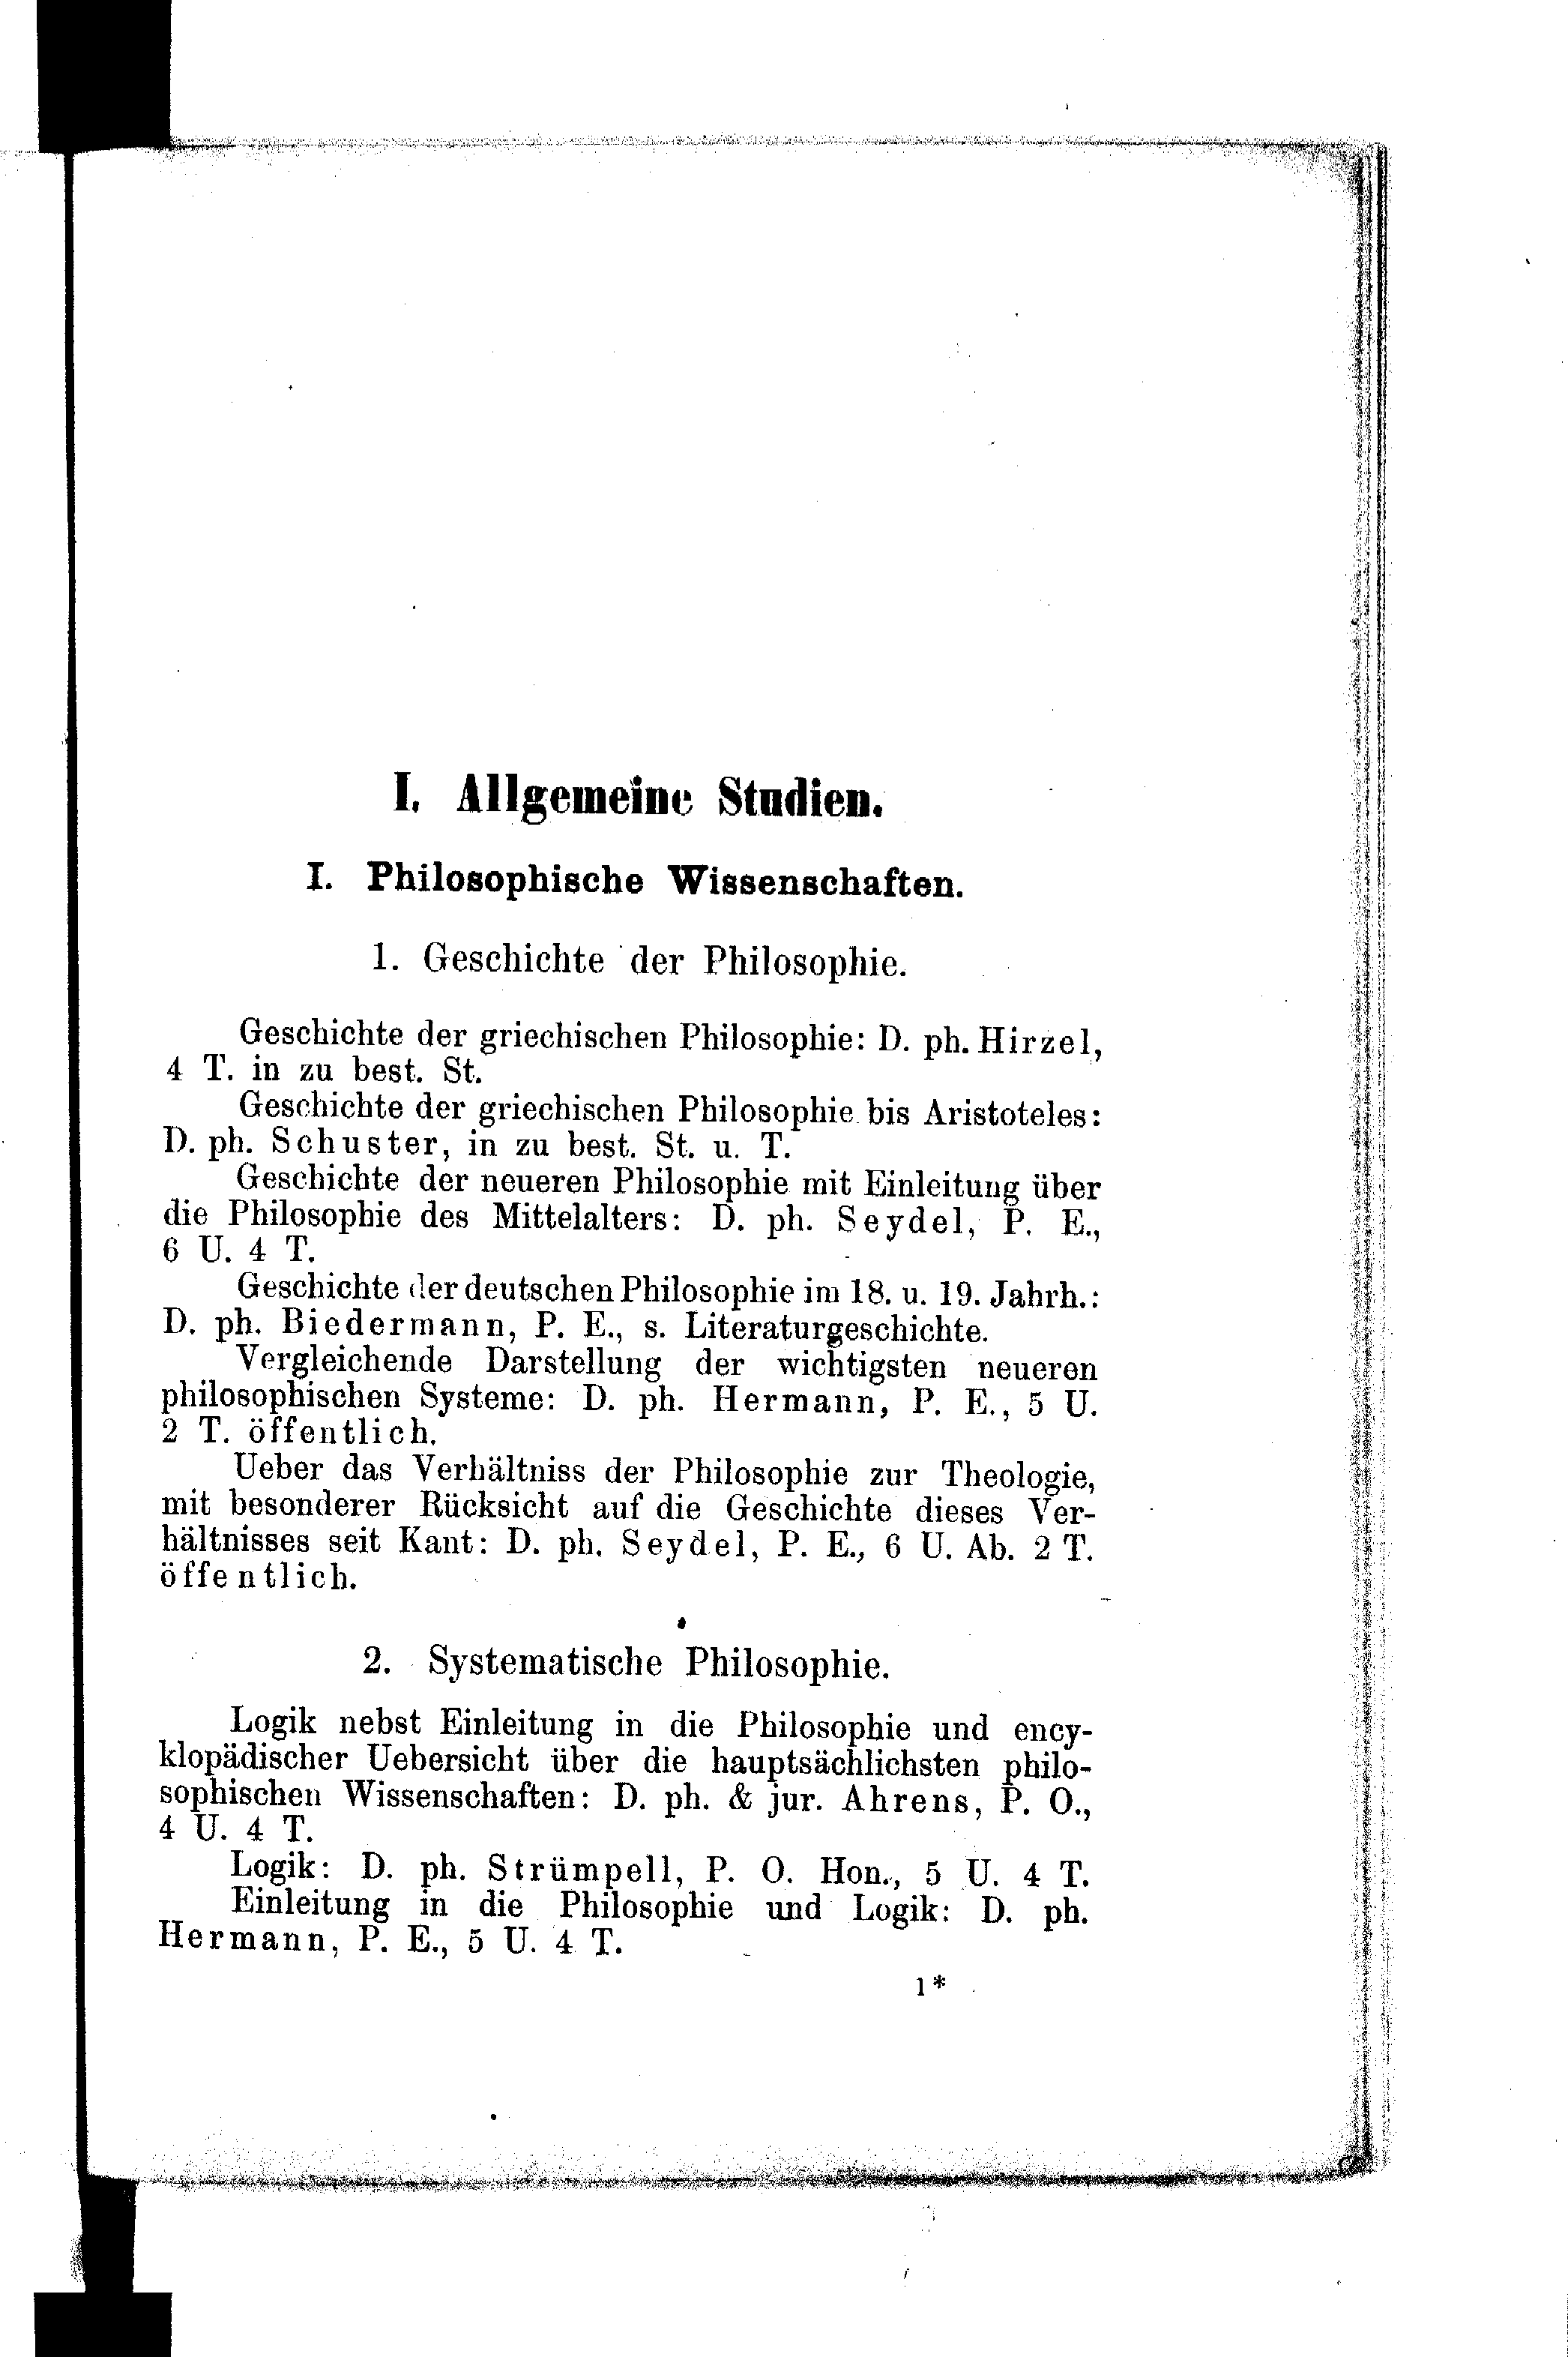 I. Allgemeine Studien.
I. Philosophische Wissenschaften.
1. Geschichte der Philosophie.
Geschichte der griechischen Philosophie: D. ph. Hirzel,
4 T. in zu best. St.
Geschichte der griechischen Philosophie bis Aristoteles:
D. ph. Schuster, in zu best. St. u. T.
Geschichte der neueren Philosophie mit Einleitung über
die Philosophie des Mittelalters: D. ph. Seydel, P. E.,
6 U. 4 T.
Geschichte der deutschen Philosophie im 18. u. 19. Jahrh.:
D. ph. Biedermann, P. E., s. Literaturgeschichte.
Vergleichende Darstellung der wichtigsten neueren
philosophischen Systeme: D. ph. Hermann, P. E., 5 U.
2 T. öffentlich.
Ueber das Verhältniss der Philosophie zur Theologie,
mit besonderer Rücksicht auf die Geschichte dieses Ver-
hältnisses seit Kant: D. ph. Seydel, P. E., 6 U. Ab. 2 T.
öffentlich.
2. Systematische Philosophie.
Logik nebst Einleitung in die Philosophie und ency-
klopädischer Uebersicht über die hauptsächlichsten philo-
sophischen Wissenschaften: D. ph. & jur. Ahrens, P. O.,
4 U. 4 T.
Logik: D. ph. Strümpell, P. O. Hon., 5 U. 4 T.
Einleitung in die Philosophie und Logik: D. ph.
Hermann, P. E., 5 U. 4 T.
1*